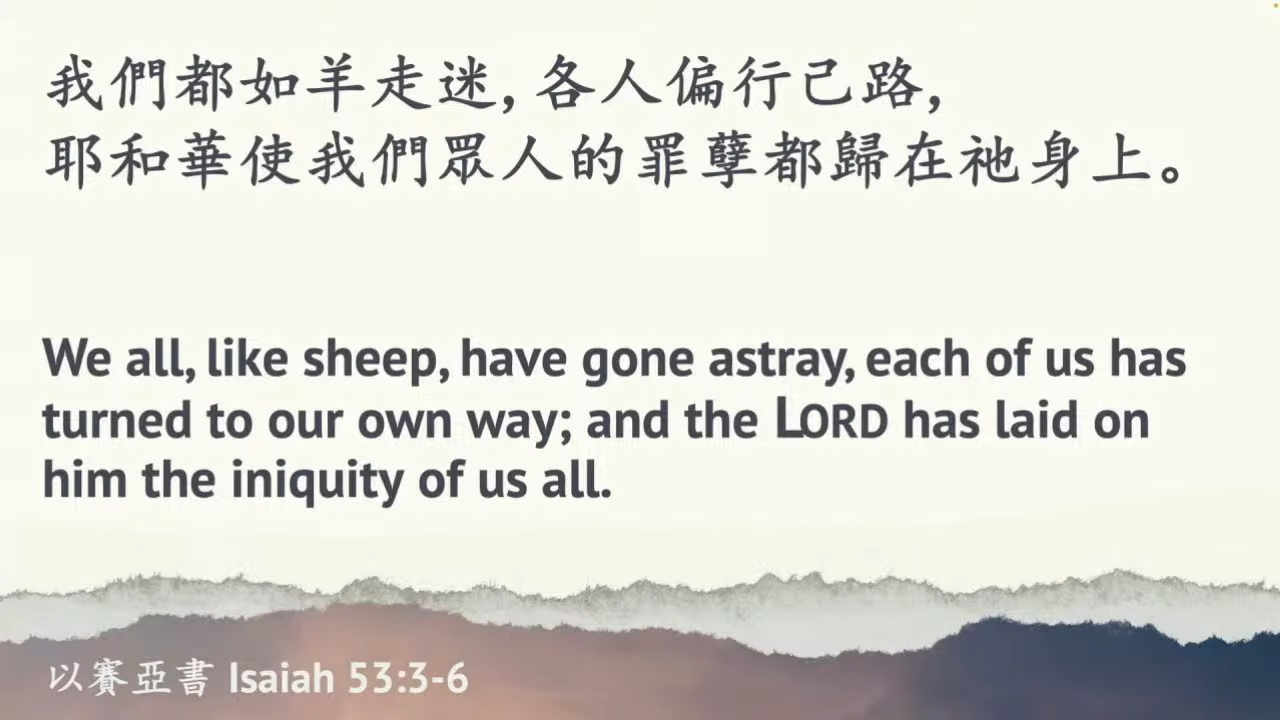 我們都如羊走迷, 各人偏行己路,
耶和華使我們眾人的罪孽都歸在祂身上。
We all, like sheep, have gone astray, each of us has
turned to our own way; and the LORD has laid on
him the iniquity of us all.
以賽亞書 Isaiah 53:3-6